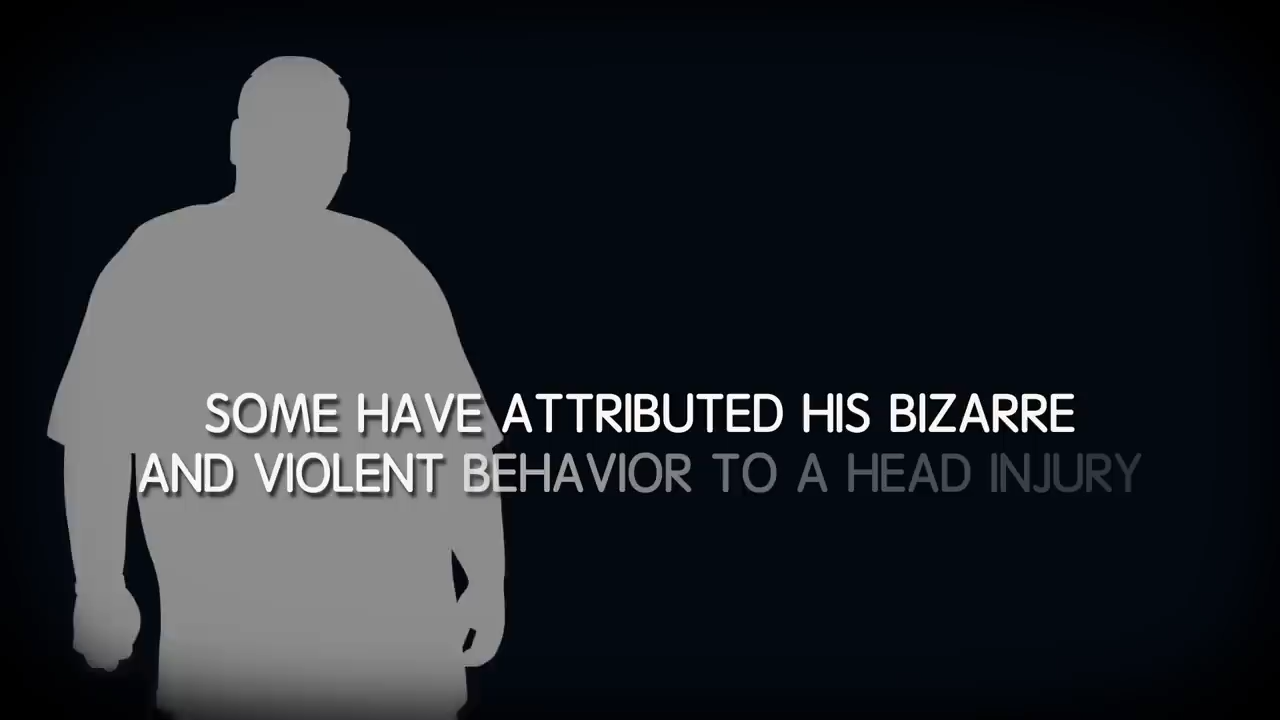 SOME HAVE ATTRIBUTED HIS BIZARRE
AND VIOLENT BEHAVIOR TO A HEAD INJURY